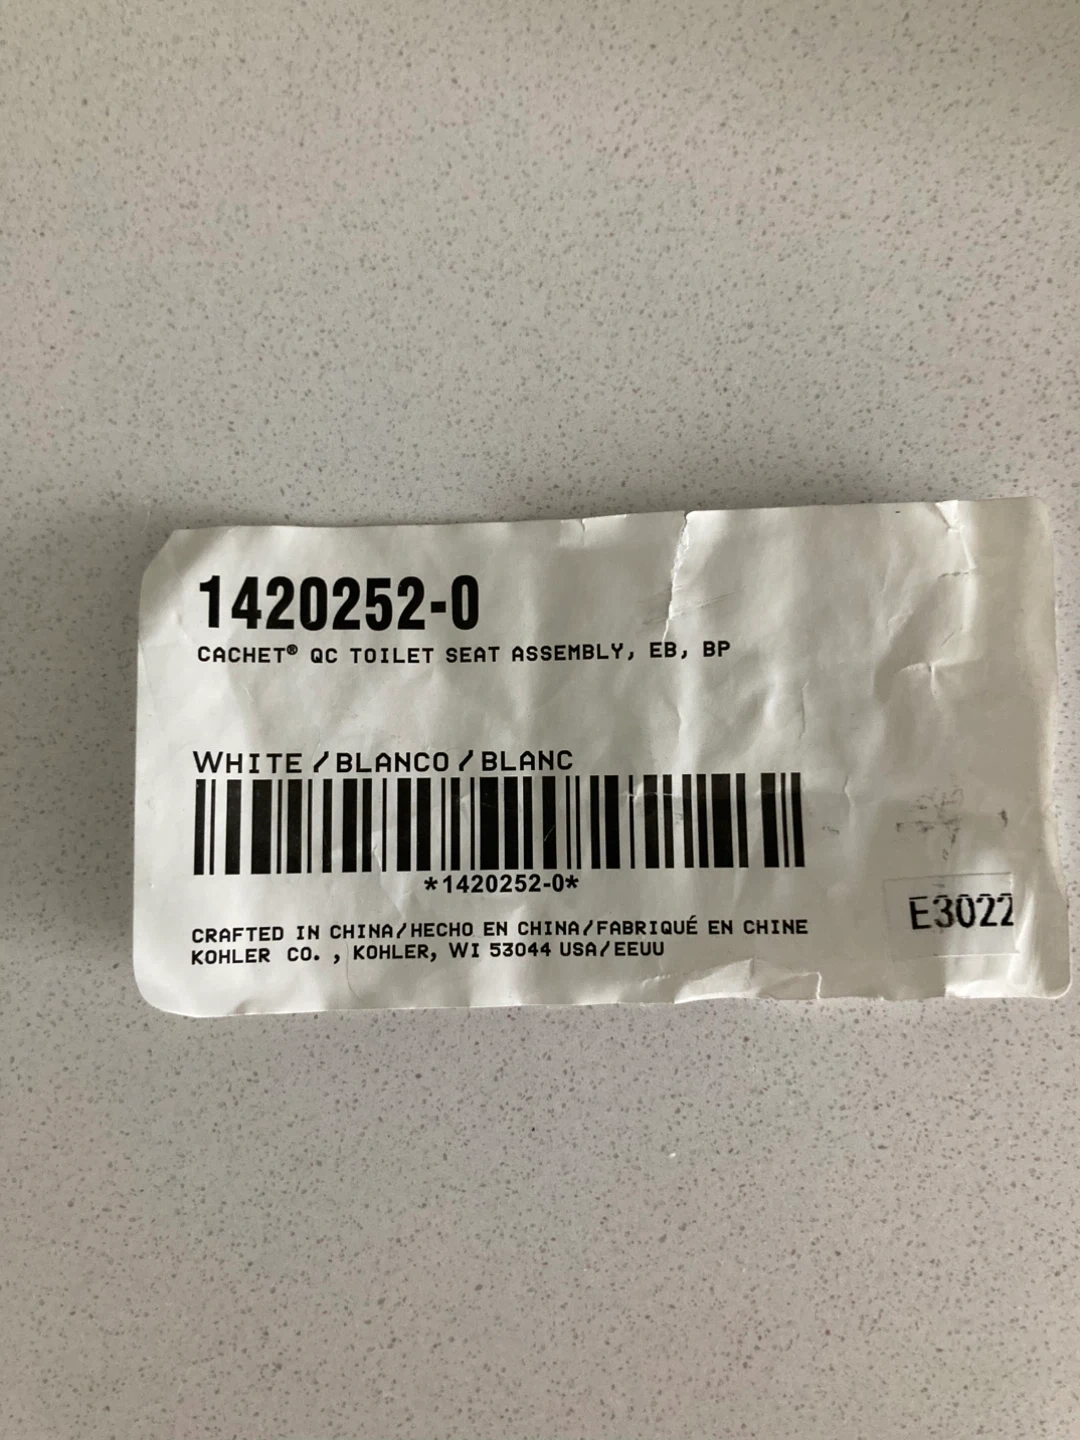 1420252-0
CACHET® QC TOILET SEAT ASSEMBLY, EB, BP
WHITE/BLANCO/BLANC
*1420252-0*
CRAFTED IN CHINA/HECHO EN CHINA/FABRIQUÉ EN CHINE
KOHLER CO. , KOHLER, WI 53044 USA/EEUU
E3022